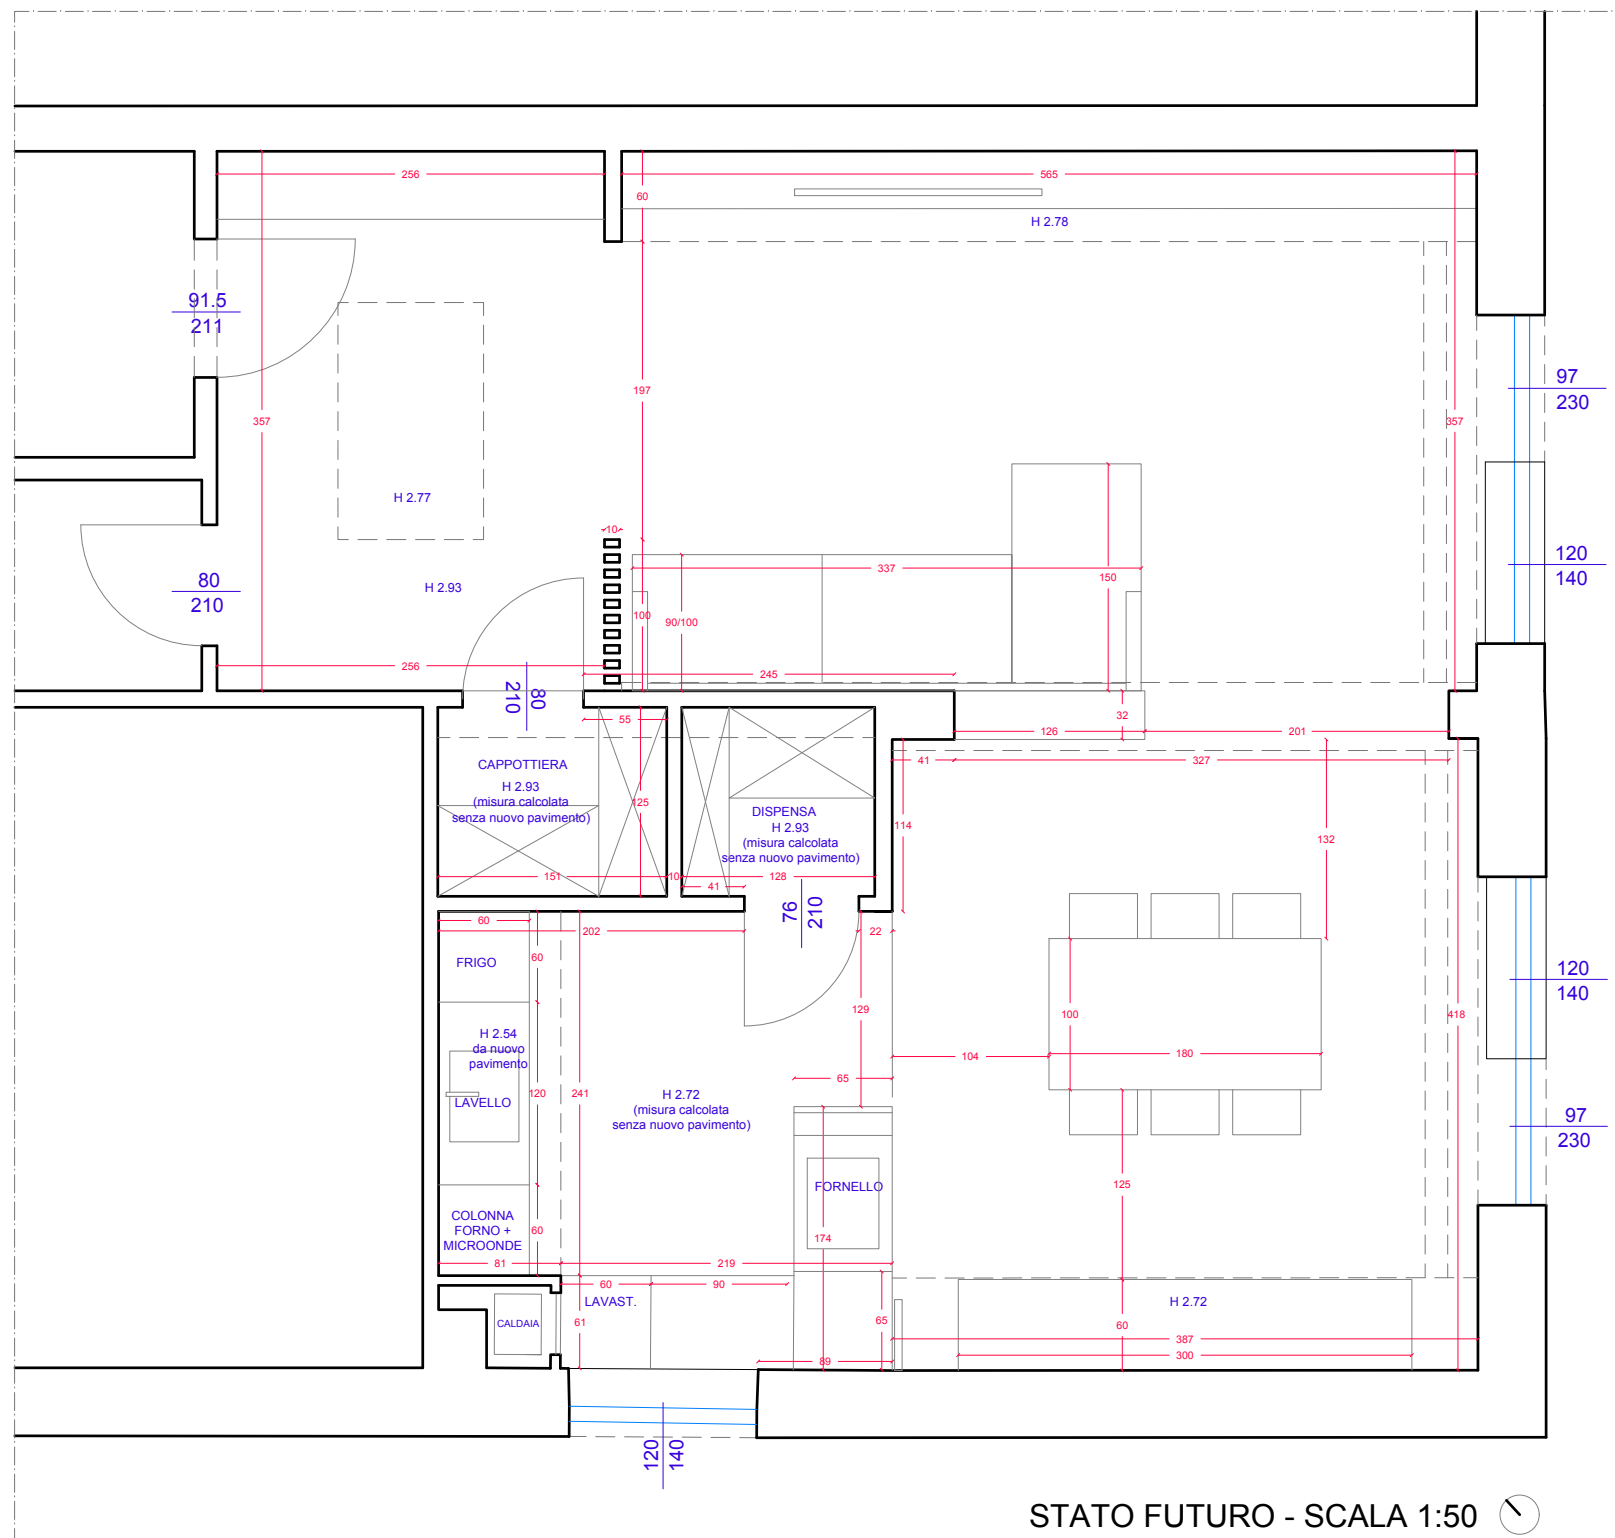 256
565
60
H 2.78
91.5
211
97
230
197
357
357
H 2.77
10
120
140
337
150
80
210
H 2.93
100
90/100
256
245
80
210
55
32
126
201
41
327
CAPPOTTIERA
H 2.93
(misura calcolata
senza nuovo pavimento)
125
DISPENSA
H 2.93
(misura calcolata
senza nuovo pavimento)
114
132
151
10
128
41
76
210
60
202
22
FRIGO
60
120
140
129
100
418
H 2.54
da nuovo
pavimento
104
180
65
LAVELLO
120
241
H 2.72
(misura calcolata
senza nuovo pavimento)
97
230
FORNELLO
125
COLONNA
FORNO +
MICROONDE
60
174
81
219
60
90
LAVAST.
H 2.72
CALDAIA
61
65
60
387
89
300
120
140
STATO FUTURO - SCALA 1:50